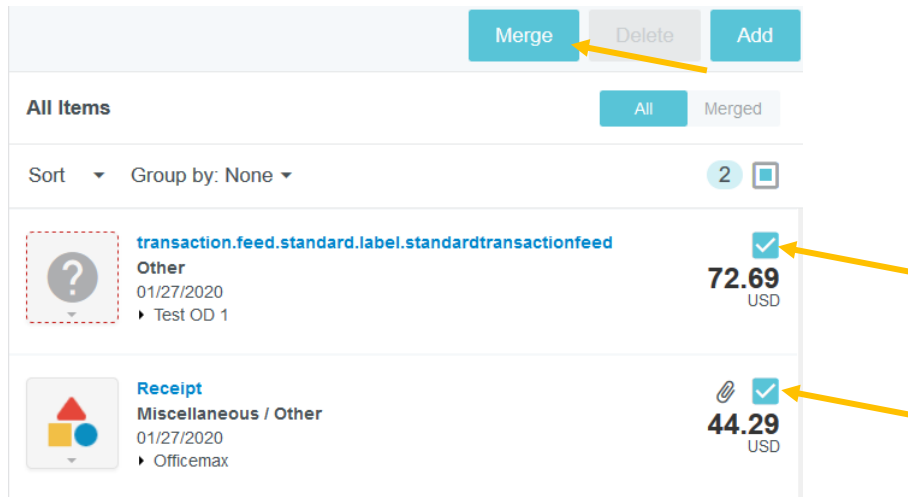 Merge Delete Add
All Items All Merged
Sort Group by: None 2
transaction.feed.standard.label.standardtransactionfeed
Other
72.69
01/27/2020
USD
Test OD 1
Receipt
Miscellaneous / Other
44.29
01/27/2020
USD
Officemax